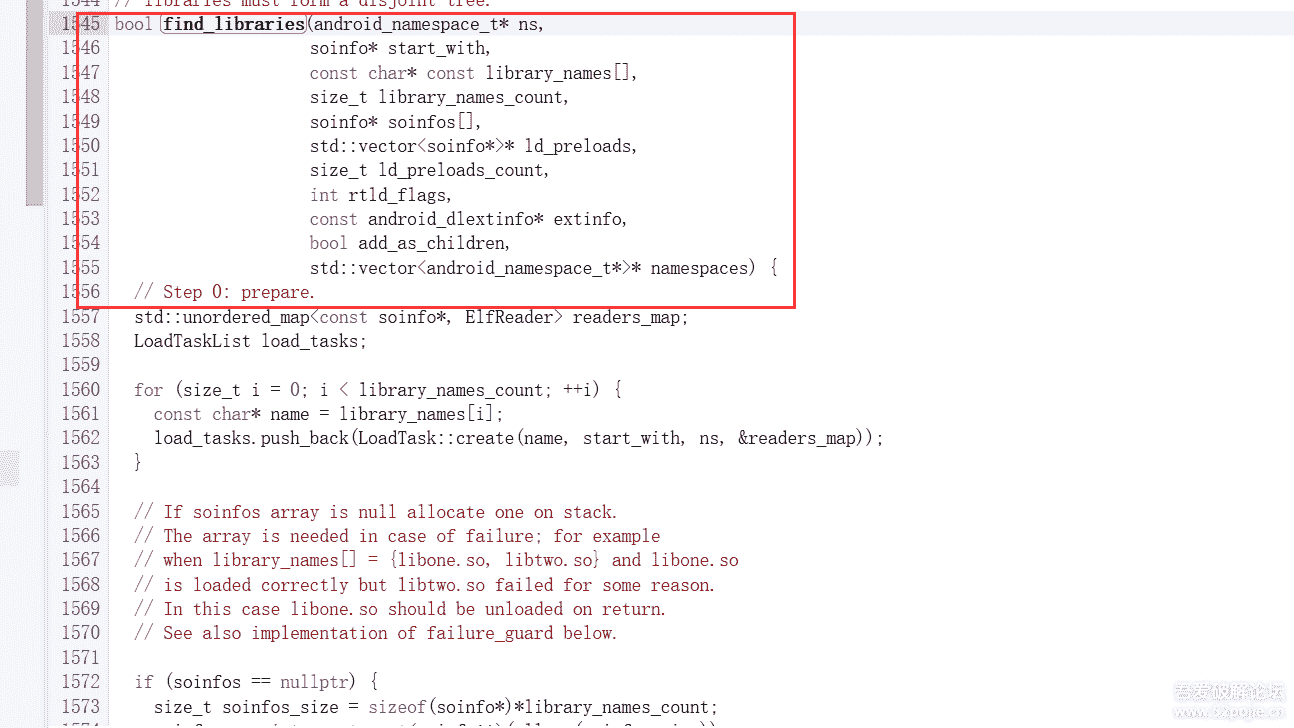 1544 // libraries must form a disjoint tree.
1545 bool find_libraries(android_namespace_t* ns,
1546 soinfo* start_with,
1547 const char* const library_names[],
1548 size_t library_names_count,
1549 soinfo* soinfos[],
1550 std::vector<soinfo*>* ld_preloads,
1551 size_t ld_preloads_count,
1552 int rtld_flags,
1553 const android_dlextinfo* extinfo,
1554 bool add_as_children,
1555 std::vector<android_namespace_t*>* namespaces) {
1556 // Step 0: prepare.
1557 std::unordered_map<const soinfo*, ElfReader> readers_map;
1558 LoadTaskList load_tasks;
1559
1560 for (size_t i = 0; i < library_names_count; ++i) {
1561 const char* name = library_names[i];
1562 load_tasks.push_back(LoadTask::create(name, start_with, ns, &readers_map));
1563 }
1564
1565 // If soinfos array is null allocate one on stack.
1566 // The array is needed in case of failure; for example
1567 // when library_names[] = {libone.so, libtwo.so} and libone.so
1568 // is loaded correctly but libtwo.so failed for some reason.
1569 // In this case libone.so should be unloaded on return.
1570 // See also implementation of failure_guard below.
1571
1572 if (soinfos == nullptr) {
1573 size_t soinfos_size = sizeof(soinfo*)*library_names_count;
吾爱破解论坛
www.52pojie.cn